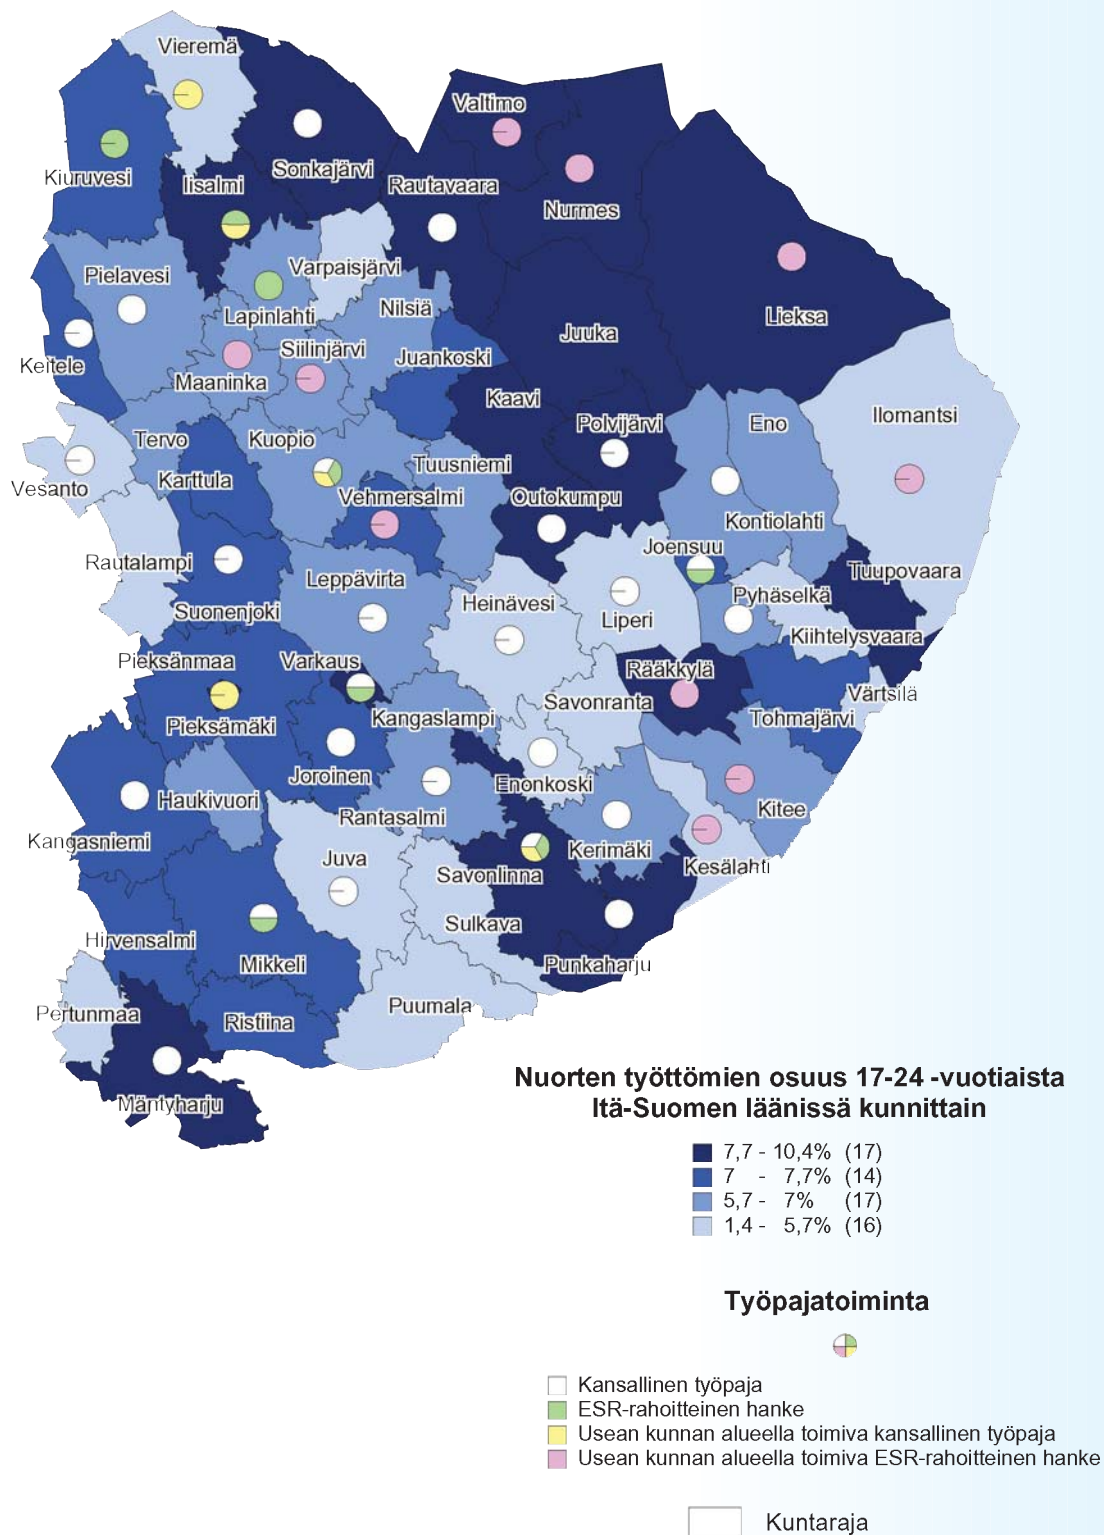 Vieremä
Valtimo
Sonkajärvi
Kiuruvesi
Iisalmi
Rautavaara
Nurmes
Varpaisjärvi
Pielavesi
Nilsiä
Lapinlahti
Lieksa
Juuka
Siilinjärvi
Juankoski
Keitele
Maaninka
Kaavi
Ilomantsi
Polvijärvi
Eno
Tervo
Kuopio
Tuusniemi
Karttula
Vesanto
Vehmersalmi
Outokumpu
Kontiolahti
Joensuu
Rautalampi
Tuupovaara
Leppävirta
Pyhäselkä
Heinävesi
Suonenjoki
Liperi
Kiihtelysvaara
Pieksänmaa
Varkaus
Rääkkylä
Värtsilä
Savonranta
Kangaslampi
Tohmajärvi
Pieksämäki
Joroinen
Enonkoski
Haukivuori
Kitee
Rantasalmi
Kangasniemi
Kerimäki
Juva
Kesälahti
Savonlinna
Sulkava
Hirvensalmi
Mikkeli
Punkaharju
Puumala
Pertunmaa
Ristiina
Mäntyharju
Nuorten työttömien osuus 17-24 -vuotiaista
Itä-Suomen läänissä kunnittain
7,7 - 10,4% (17)
7 - 7,7% (14)
5,7 - 7% (17)
1,4 - 5,7% (16)
Työpajatoiminta
Kansallinen työpaja
ESR-rahoitteinen hanke
Usean kunnan alueella toimiva kansallinen työpaja
Usean kunnan alueella toimiva ESR-rahoitteinen hanke
Kuntaraja